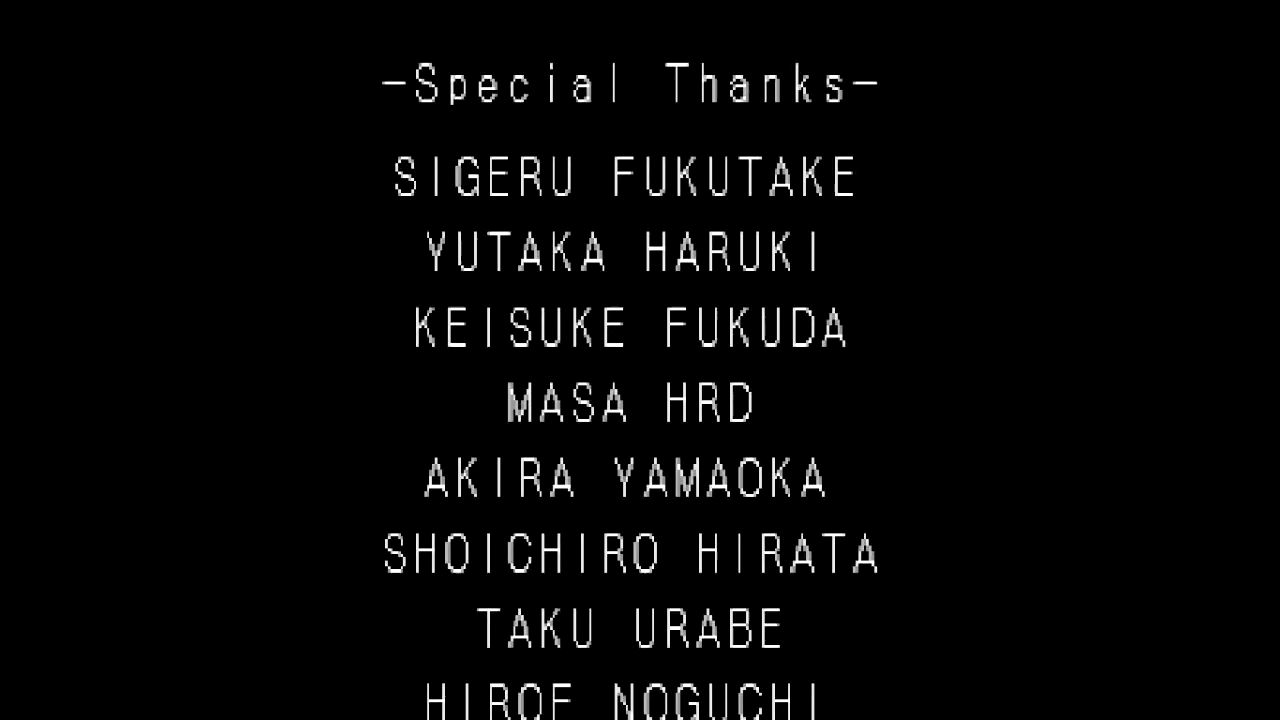 -Special Thanks-
SIGERU FUKUTAKE
YUTAKA HARUKI
KEISUKE FUKUDA
MASA HRD
AKIRA YAMAOKA
SHOICHIRO HIRATA
TAKU URABE
HIROE NOGUCHI